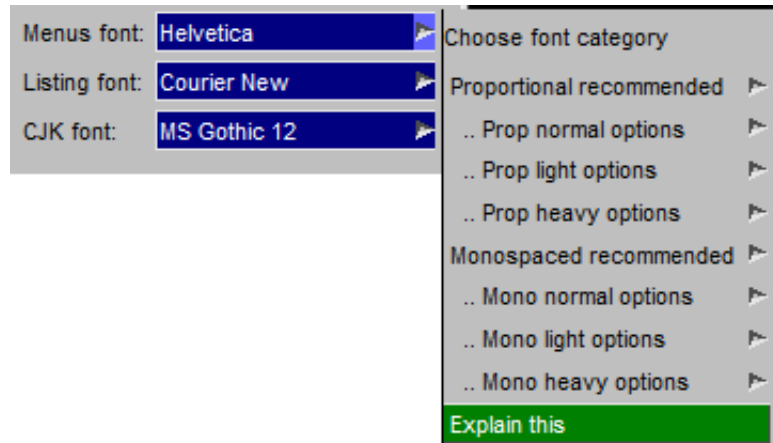 Menus font: Helvetica
Listing font: Courier New
CJK font: MS Gothic 12
Choose font category
Proportional recommended
.. Prop normal options
.. Prop light options
.. Prop heavy options
Monospaced recommended
.. Mono normal options
.. Mono light options
.. Mono heavy options
Explain this